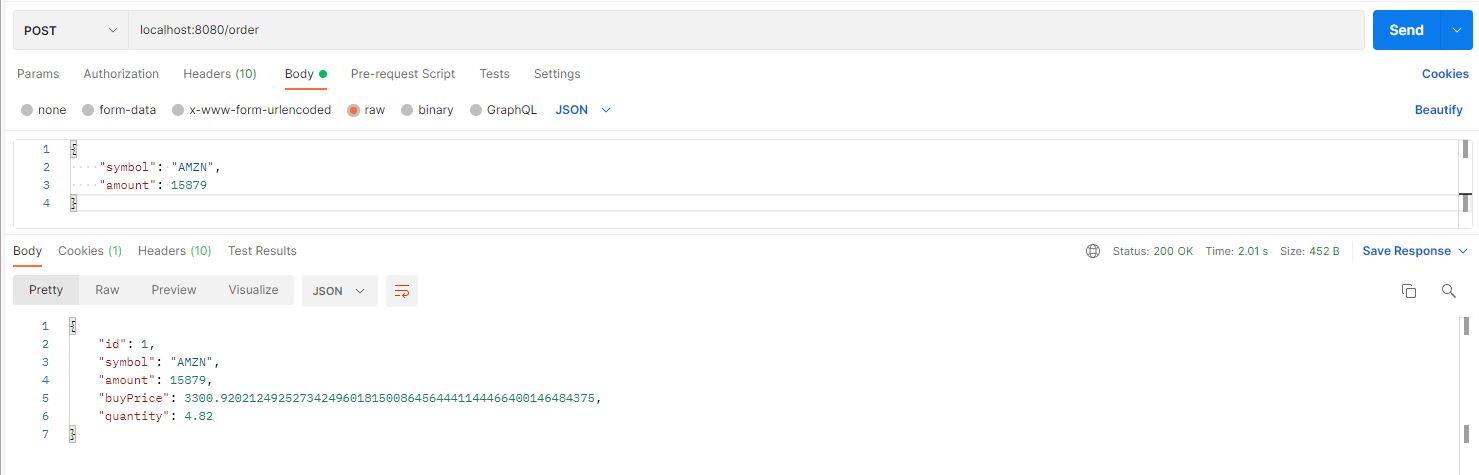 POST localhost:8080/order Send
Params Authorization Headers (10) Body Pre-request Script Tests Settings Cookies
none form-data x-www-form-urlencoded raw binary GraphQL JSON Beautify
1 {
2 "symbol": "AMZN",
3 "amount": 15879
4 }
Body Cookies (1) Headers (10) Test Results Status: 200 OK Time: 2.01 s Size: 452 B Save Response
Pretty Raw Preview Visualize JSON
1 {
2 "id": 1,
3 "symbol": "AMZN",
4 "amount": 15879,
5 "buyPrice": 3300.92021249252734249601815008645644411144466400146484375,
6 "quantity": 4.82
7 }